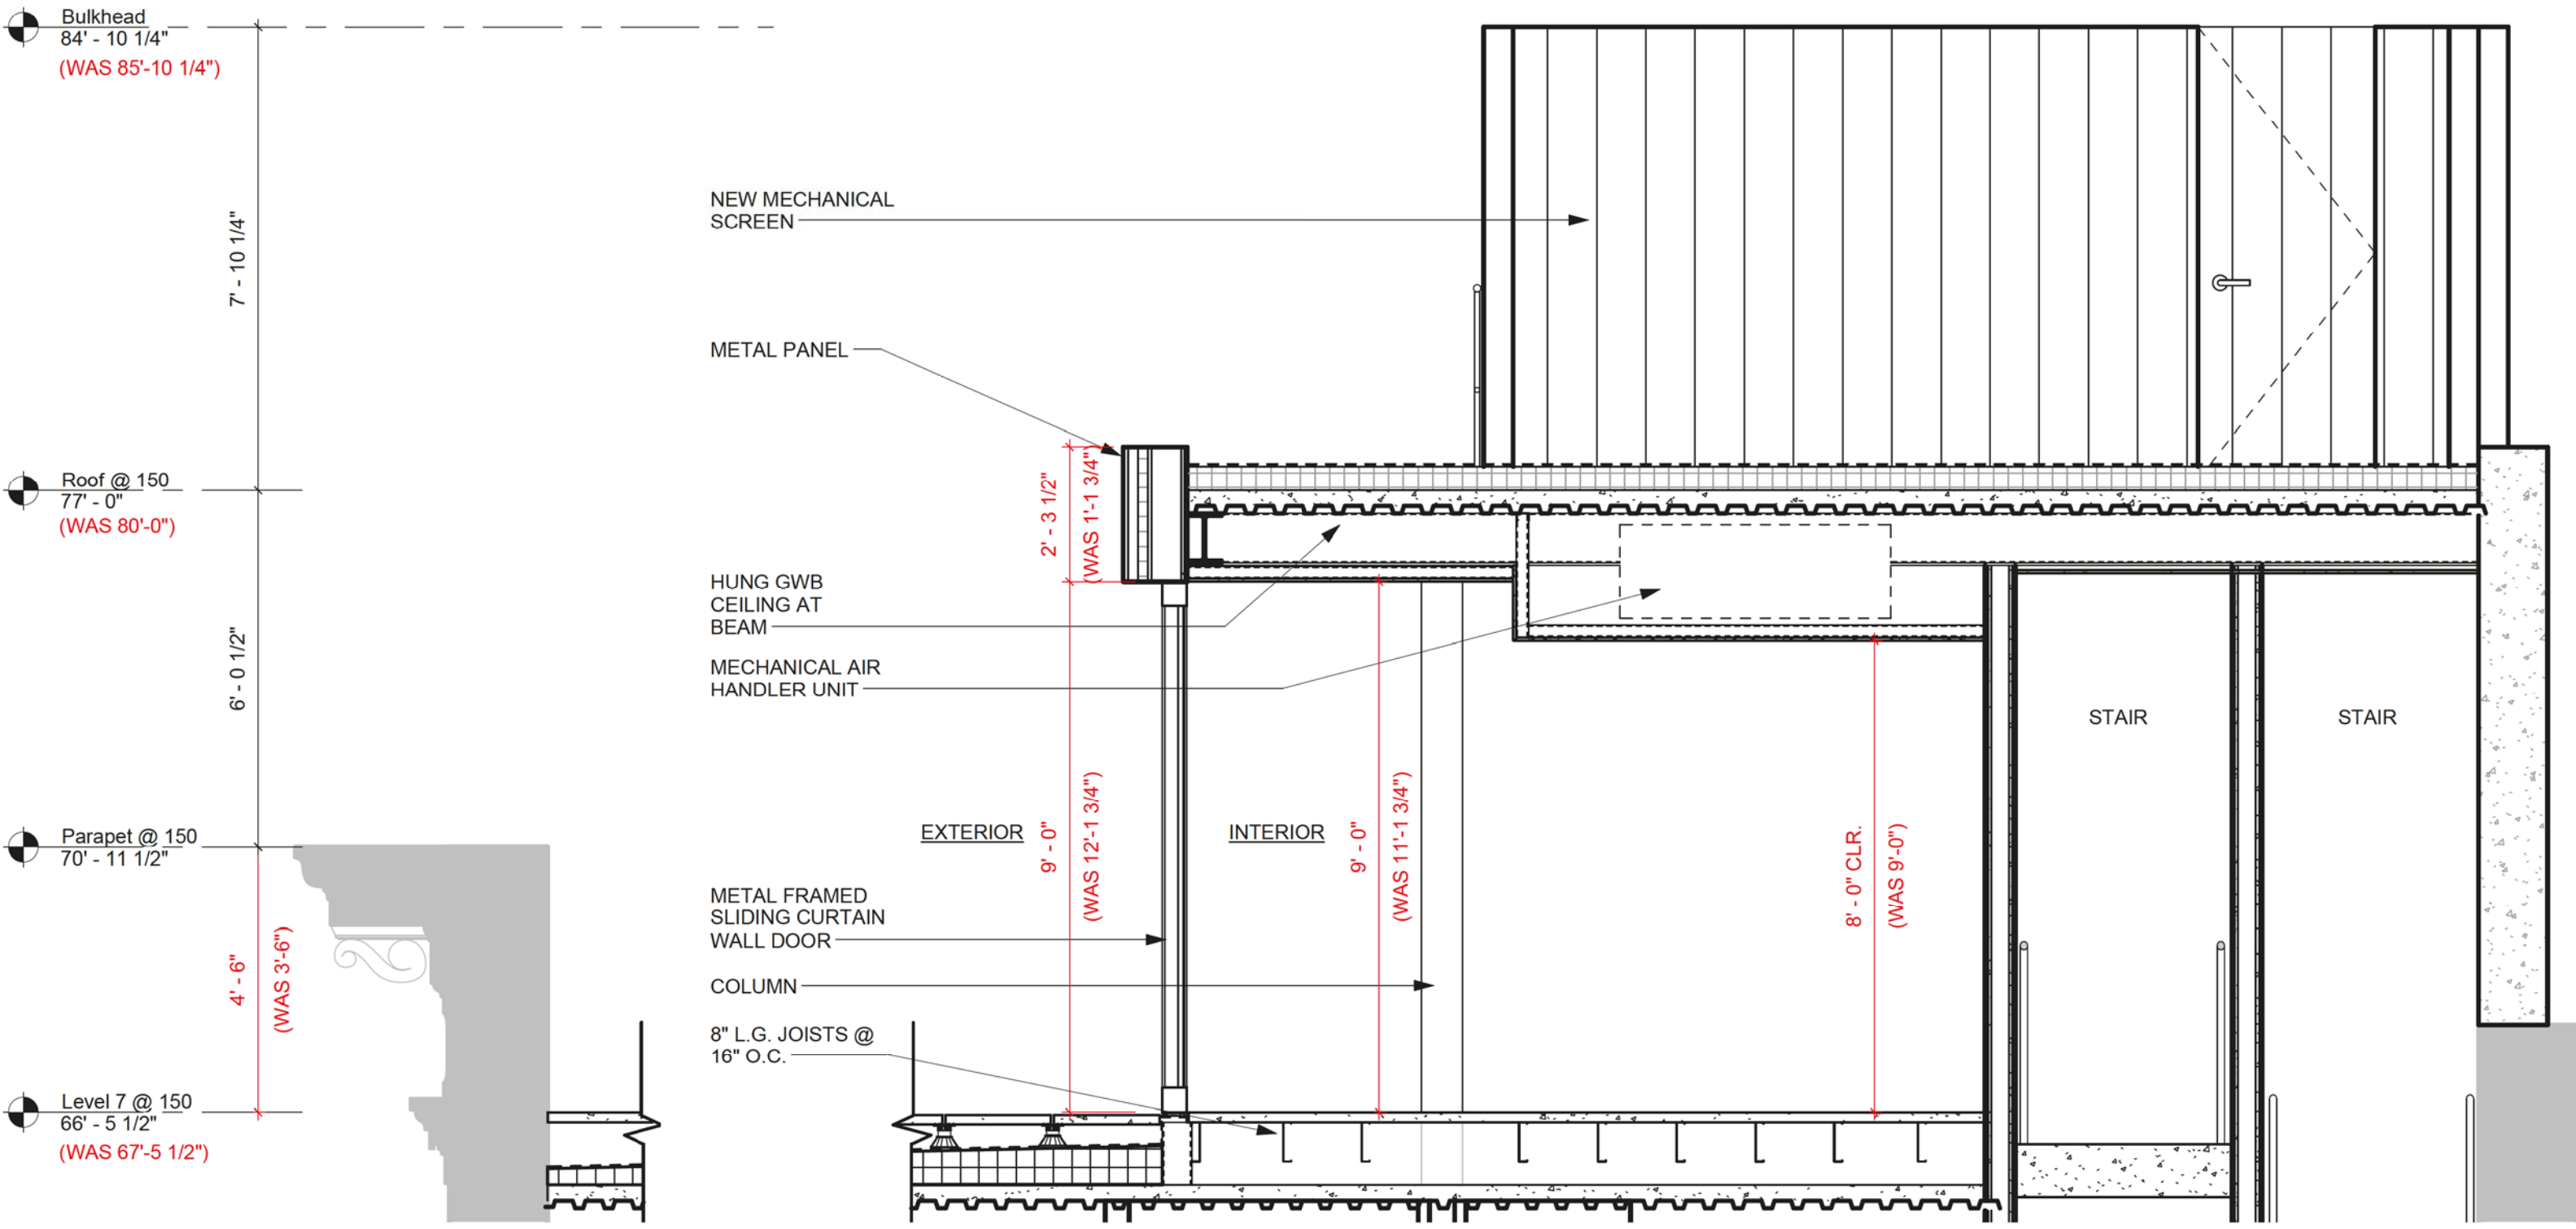 Bulkhead
84' - 10 1/4"
(WAS 85'-10 1/4")
7' - 10 1/4"
Roof @ 150
77' - 0"
(WAS 80'-0")
6' - 0 1/2"
Parapet @ 150
70' - 11 1/2"
4' - 6"
(WAS 3'-6")
Level 7 @ 150
66' - 5 1/2"
(WAS 67'-5 1/2")
NEW MECHANICAL
SCREEN
METAL PANEL
HUNG GWB
CEILING AT
BEAM
MECHANICAL AIR
HANDLER UNIT
EXTERIOR
METAL FRAMED
SLIDING CURTAIN
WALL DOOR
COLUMN
8" L.G. JOISTS @
16" O.C.
2' - 3 1/2"
(WAS 1'-1 3/4")
9' - 0"
(WAS 12'-1 3/4")
INTERIOR
9' - 0"
(WAS 11'-1 3/4")
8' - 0" CLR.
(WAS 9'-0")
STAIR
STAIR